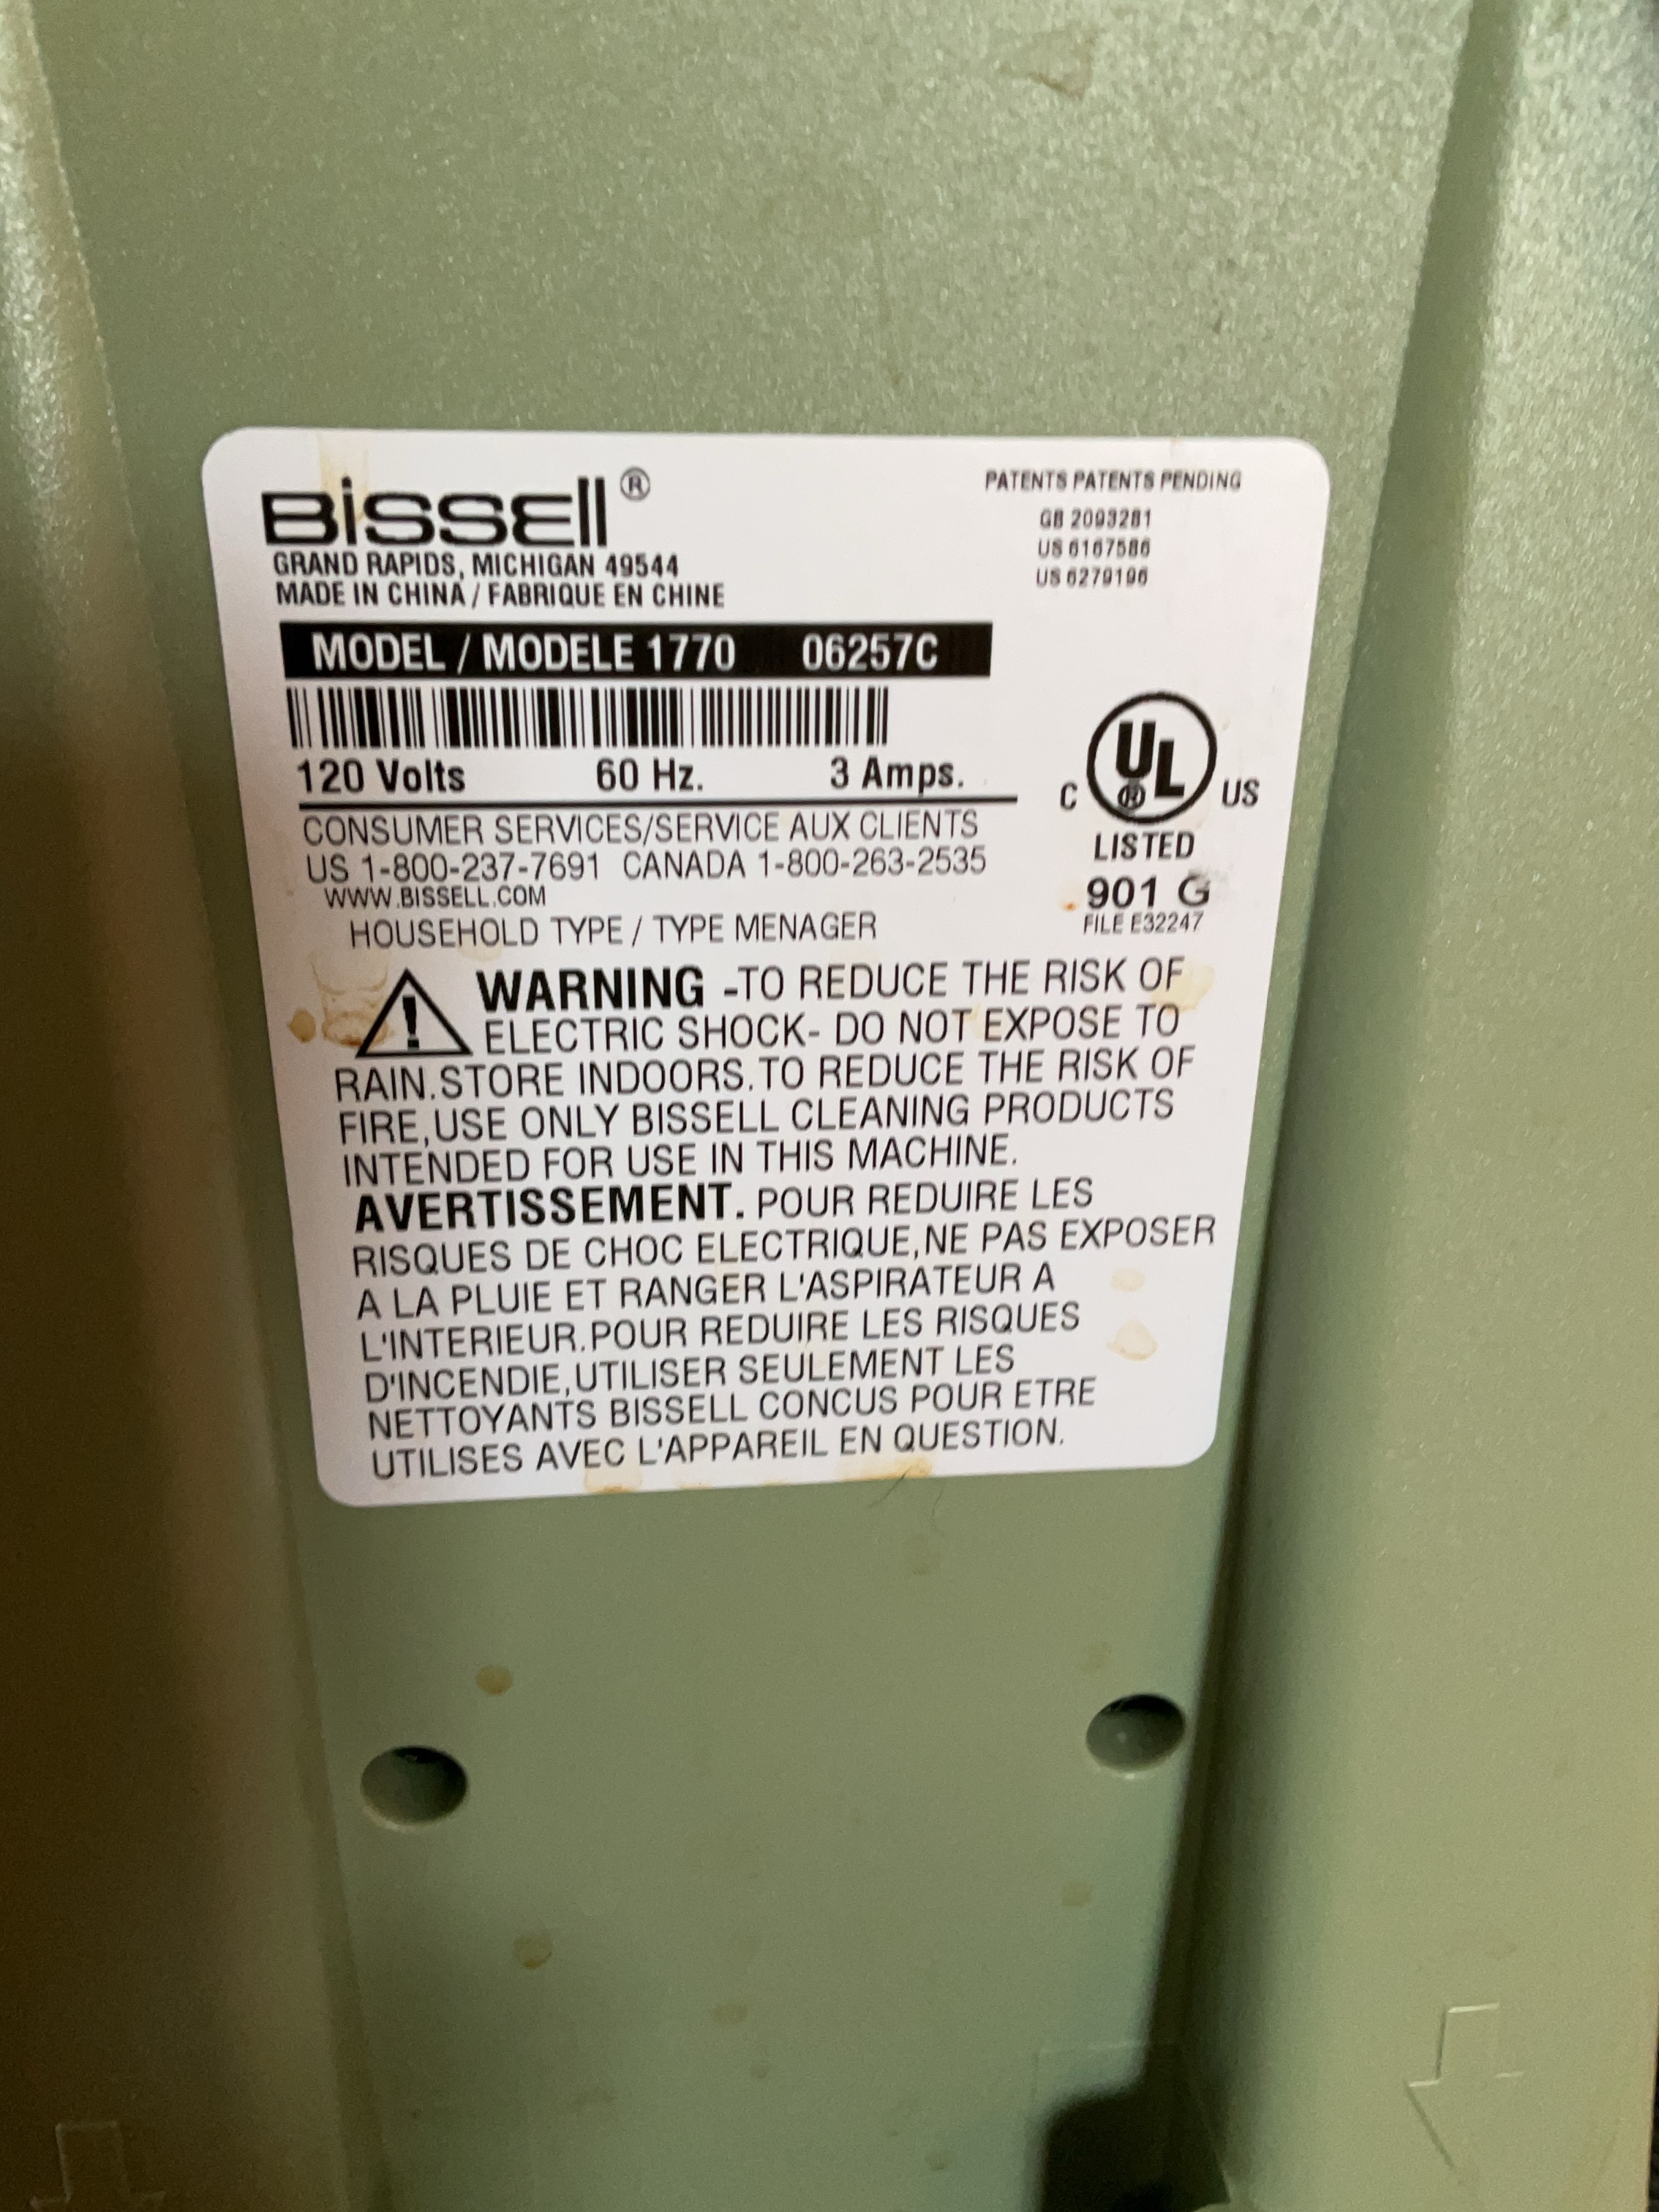 BISSELL®
GRAND RAPIDS, MICHIGAN 49544
MADE IN CHINA / FABRIQUE EN CHINE
PATENTS PATENTS PENDING
GB 2093281
US 6167586
US 6279196
MODEL / MODELE 1770 06257C
120 Volts 60 Hz. 3 Amps.
CONSUMER SERVICES/SERVICE AUX CLIENTS
US 1-800-237-7691 CANADA 1-800-263-2535
WWW.BISSELL.COM
HOUSEHOLD TYPE / TYPE MENAGER
C UL® US
LISTED
901 G
FILE E32247
WARNING -TO REDUCE THE RISK OF
ELECTRIC SHOCK- DO NOT EXPOSE TO
RAIN.STORE INDOORS.TO REDUCE THE RISK OF
FIRE,USE ONLY BISSELL CLEANING PRODUCTS
INTENDED FOR USE IN THIS MACHINE.
AVERTISSEMENT. POUR REDUIRE LES
RISQUES DE CHOC ELECTRIQUE,NE PAS EXPOSER
A LA PLUIE ET RANGER L'ASPIRATEUR A
L'INTERIEUR.POUR REDUIRE LES RISQUES
D'INCENDIE,UTILISER SEULEMENT LES
NETTOYANTS BISSELL CONCUS POUR ETRE
UTILISES AVEC L'APPAREIL EN QUESTION.